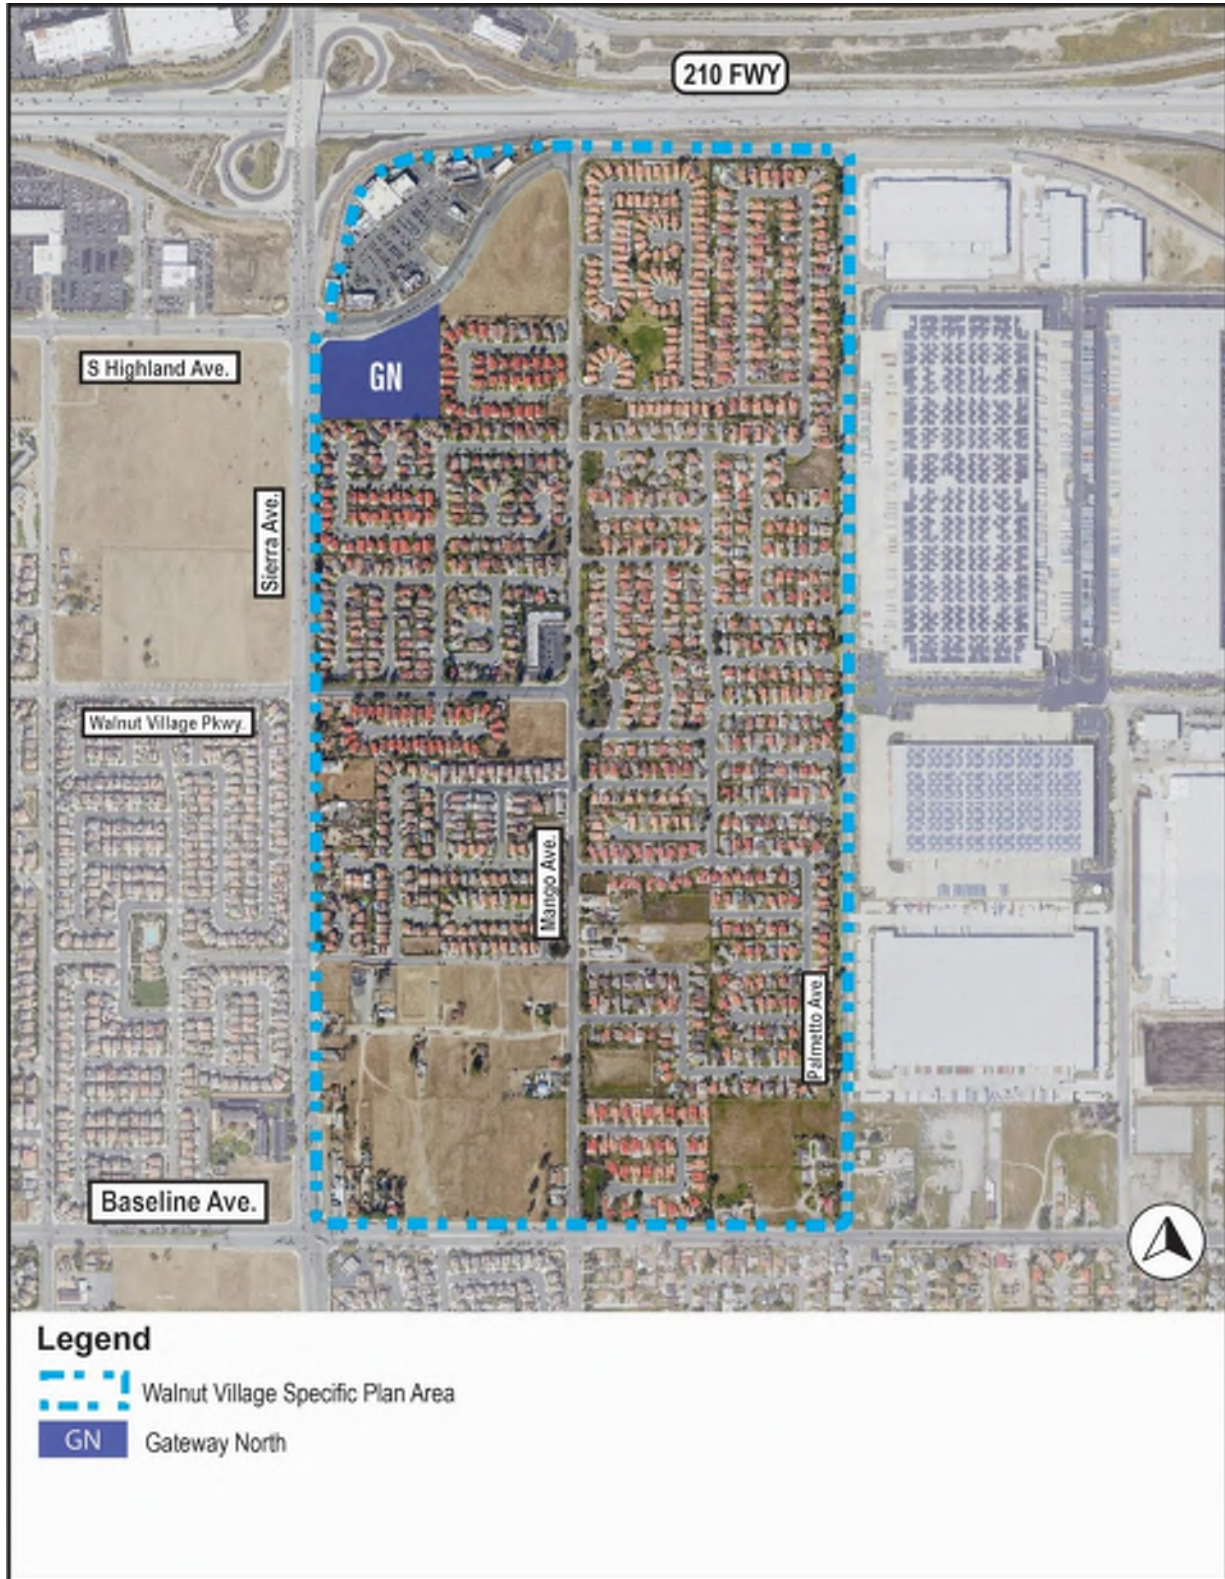 210 FWY
S Highland Ave.
GN
Sierra Ave.
Walnut Village Pkwy.
Mango Ave.
Palmetto Ave.
Baseline Ave.
Legend
Walnut Village Specific Plan Area
GN Gateway North